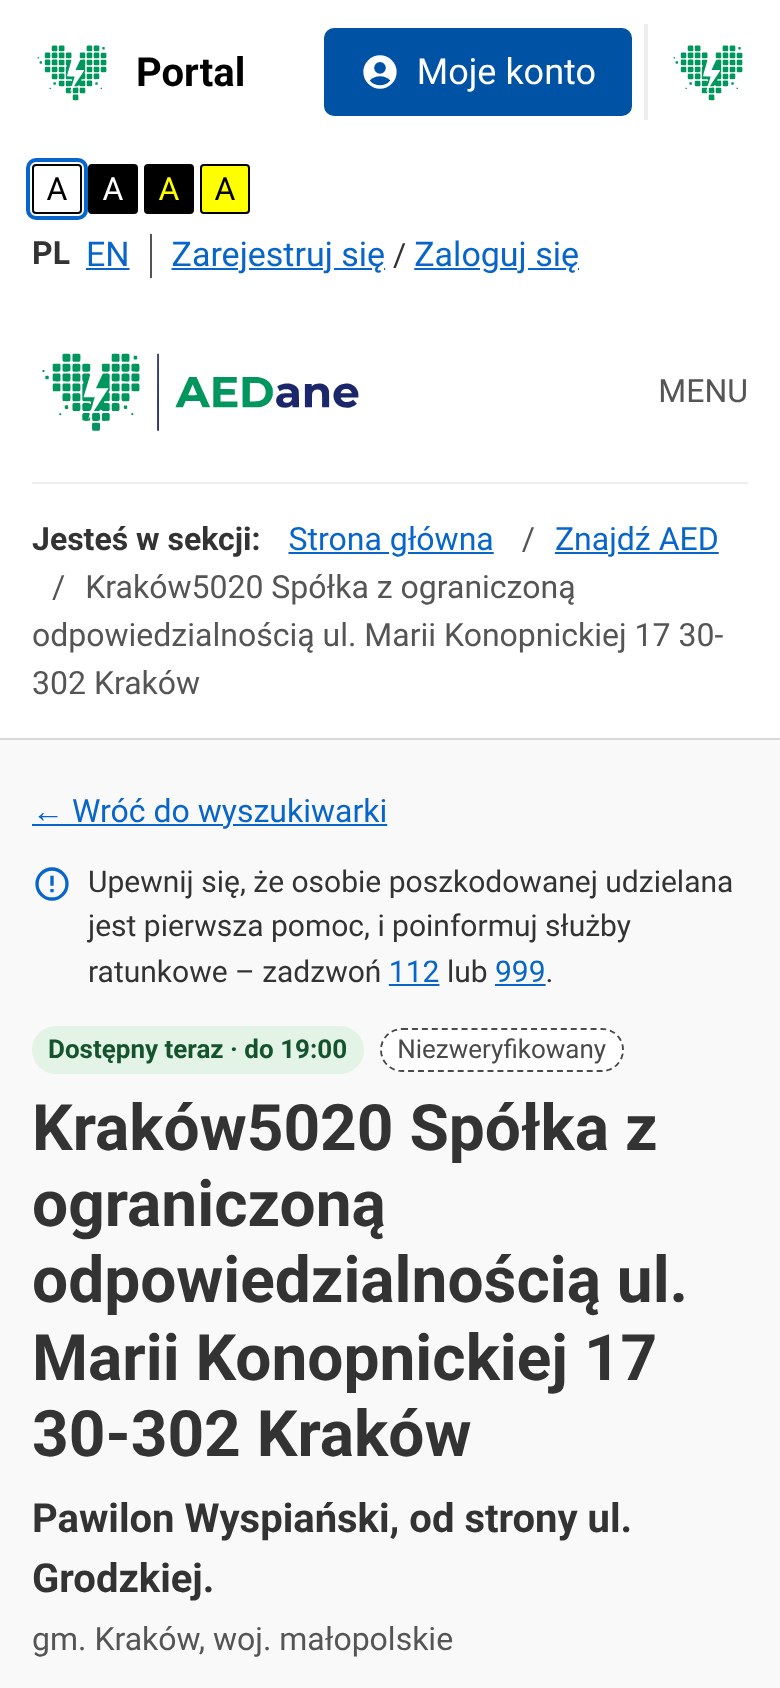 Portal
Moje konto
A A A A
PL EN Zarejestruj się / Zaloguj się
AEDane
MENU
Jesteś w sekcji: Strona główna / Znajdź AED
/ Kraków5020 Spółka z ograniczoną
odpowiedzialnością ul. Marii Konopnickiej 17 30-
302 Kraków
← Wróć do wyszukiwarki
Upewnij się, że osobie poszkodowanej udzielana
jest pierwsza pomoc, i poinformuj służby
ratunkowe – zadzwoń 112 lub 999.
Dostępny teraz · do 19:00
Niezweryfikowany
Kraków5020 Spółka z
ograniczoną
odpowiedzialnością ul.
Marii Konopnickiej 17
30-302 Kraków
Pawilon Wyspiański, od strony ul.
Grodzkiej.
gm. Kraków, woj. małopolskie